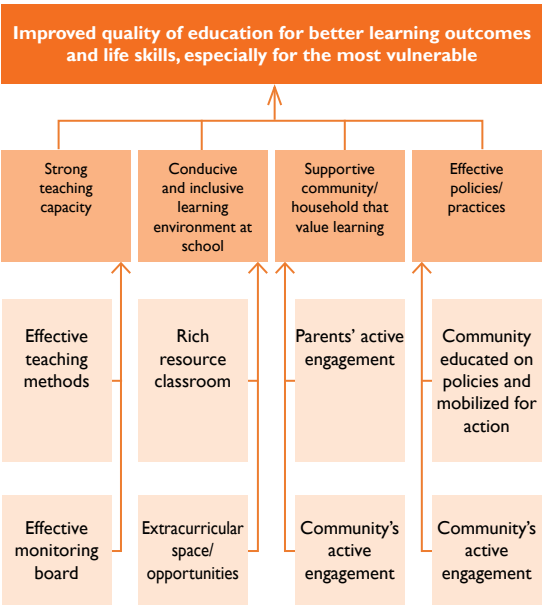 Improved quality of education for better learning outcomes
and life skills, especially for the most vulnerable
Strong
teaching
capacity
Conducive
and inclusive
learning
environment at
school
Supportive
community/
household that
value learning
Effective
policies/
practices
Effective
teaching
methods
Rich
resource
classroom
Parents’ active
engagement
Community
educated on
policies and
mobilized for
action
Effective
monitoring
board
Extracurricular
space/
opportunities
Community’s
active
engagement
Community’s
active
engagement